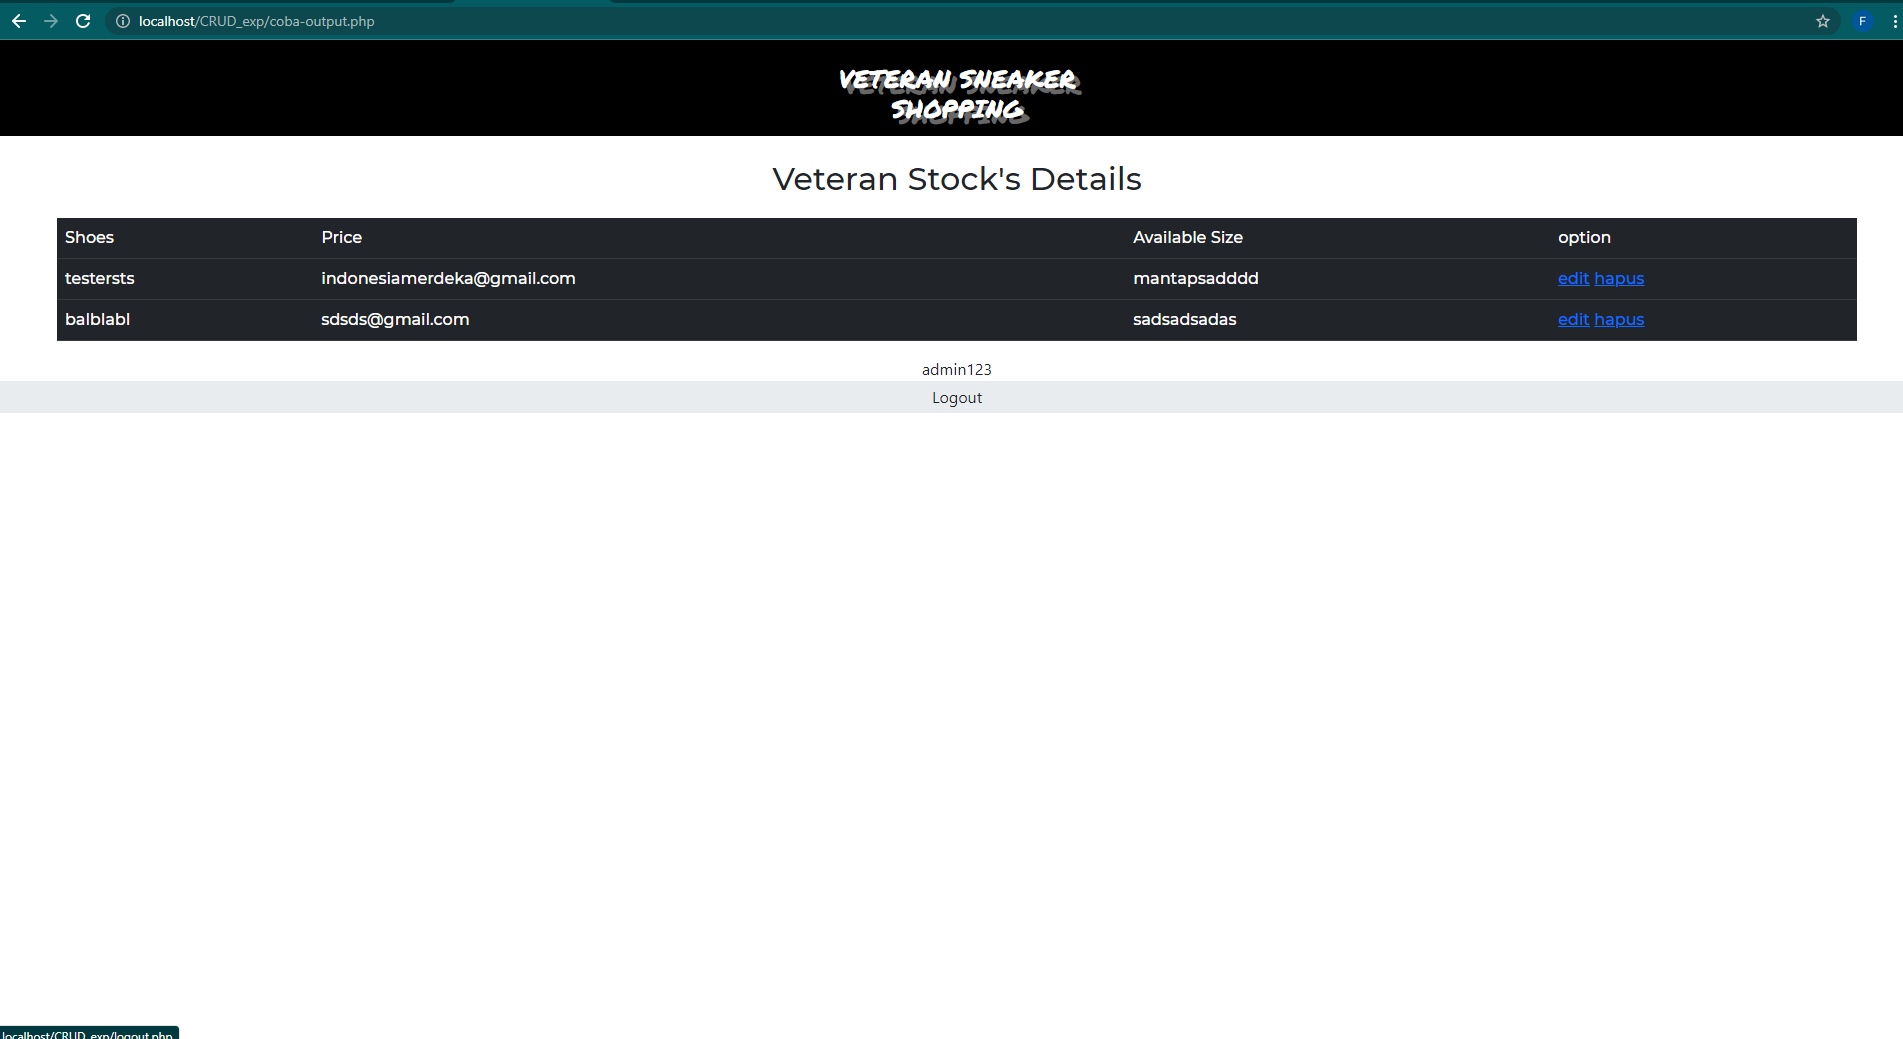 localhost/CRUD_exp/coba-output.php
F
VETERAN SNEAKER
SHOPPING
Veteran Stock's Details
Shoes Price Available Size option
testersts indonesiamerdeka@gmail.com mantapsadddd edit hapus
balblabl sdsds@gmail.com sadsadsadas edit hapus
admin123
Logout
localhost/CRUD_exp/logout.php